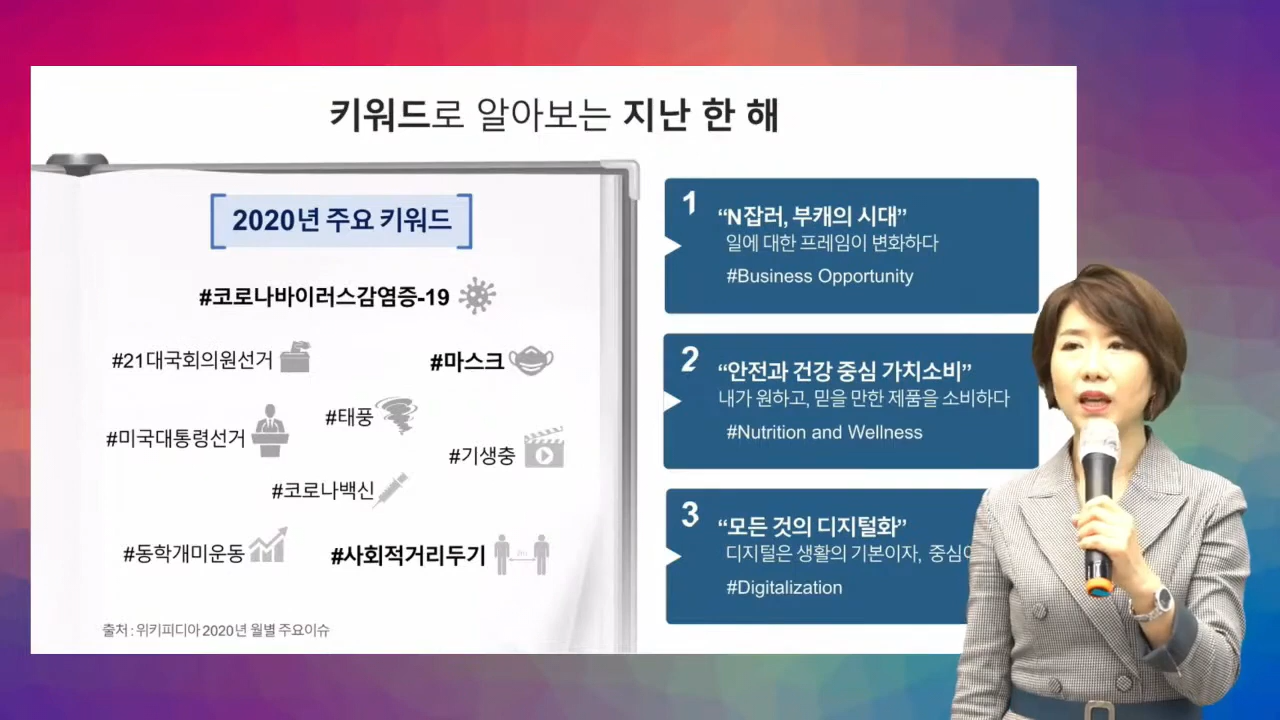 키워드로 알아보는 지난 한 해
2020년 주요 키워드
#코로나바이러스감염증-19
#21대국회의원선거
#마스크
#태풍
#미국대통령선거
#기생충
#코로나백신
#동학개미운동
#사회적거리두기
출처 : 위키피디아 2020년 월별 주요이슈
1
“N잡러, 부캐의 시대”
일에 대한 프레임이 변화하다
#Business Opportunity
2
“안전과 건강 중심 가치소비”
내가 원하고, 믿을 만한 제품을 소비하다
#Nutrition and Wellness
3
“모든 것의 디지털화”
디지털은 생활의 기본이자,
#Digitalization